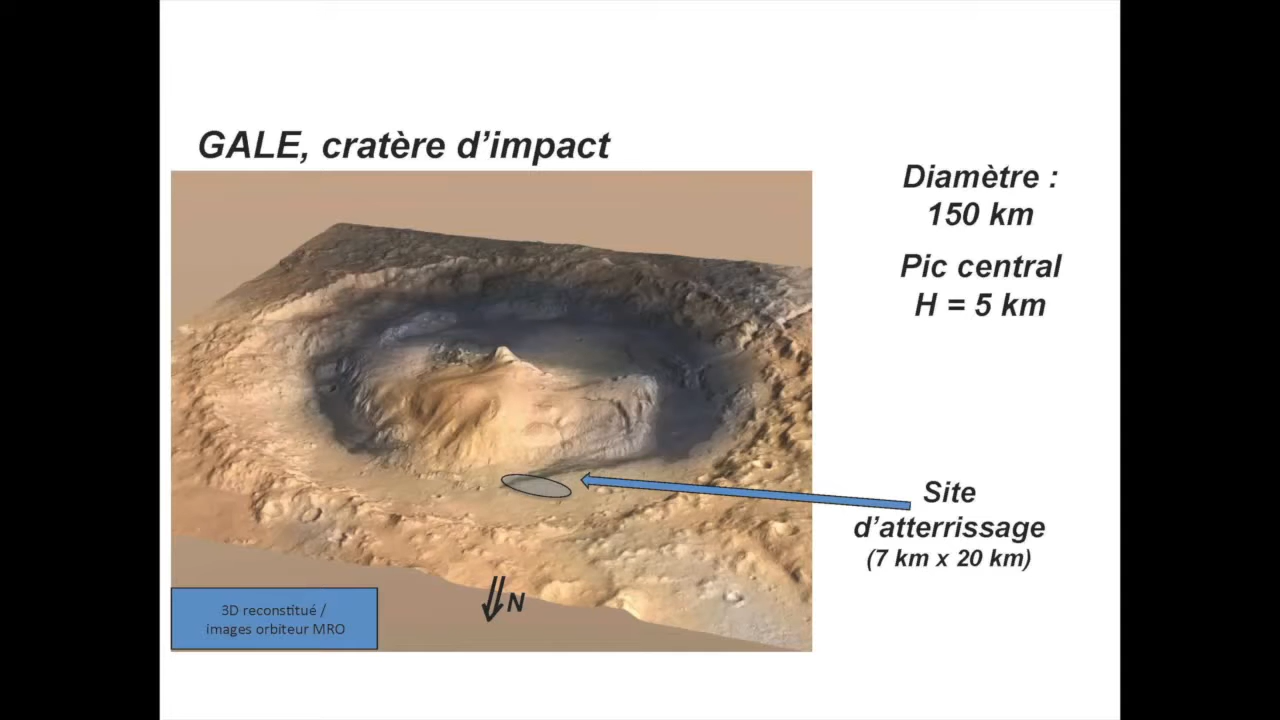 GALE, cratère d’impact
Diamètre :
150 km
Pic central
H = 5 km
Site
d’atterrissage
(7 km x 20 km)
N
3D reconstitué /
images orbiteur MRO